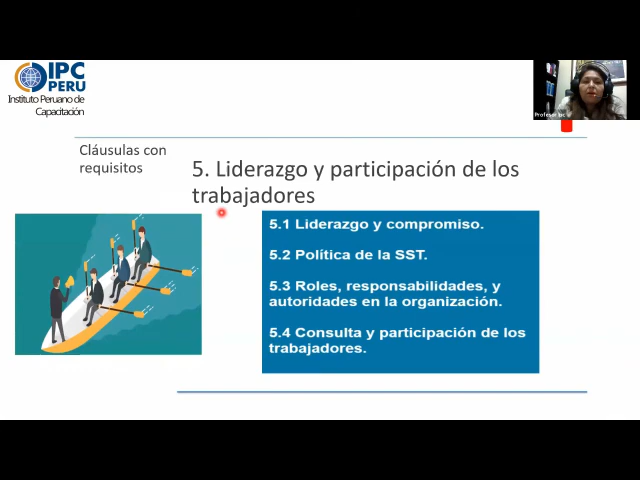 IPC
PERU
Instituto Peruano de
Capacitación
Profesor Ipc
Cláusulas con
requisitos
5. Liderazgo y participación de los
trabajadores
5.1 Liderazgo y compromiso.
5.2 Política de la SST.
5.3 Roles, responsabilidades, y
autoridades en la organización.
5.4 Consulta y participación de los
trabajadores.